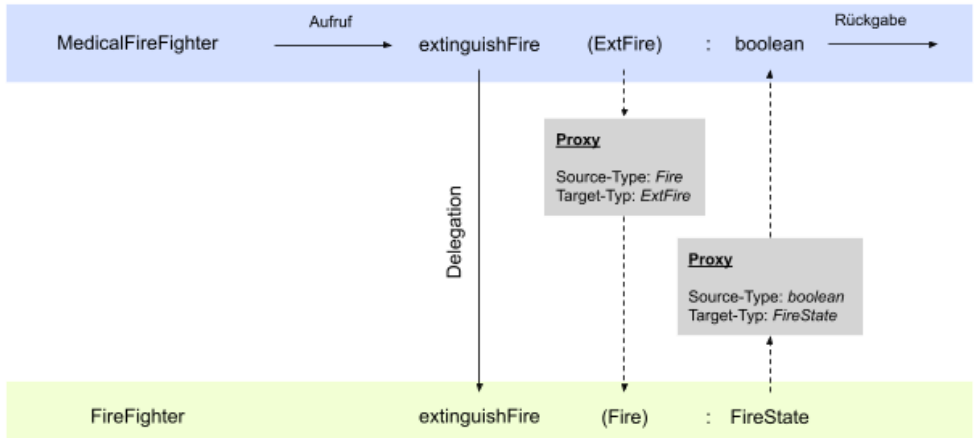 Aufruf
Rückgabe
MedicalFireFighter extinguishFire (ExtFire) : boolean
Proxy
Source-Type: Fire
Target-Typ: ExtFire
Delegation
Proxy
Source-Type: boolean
Target-Typ: FireState
FireFighter extinguishFire (Fire) : FireState